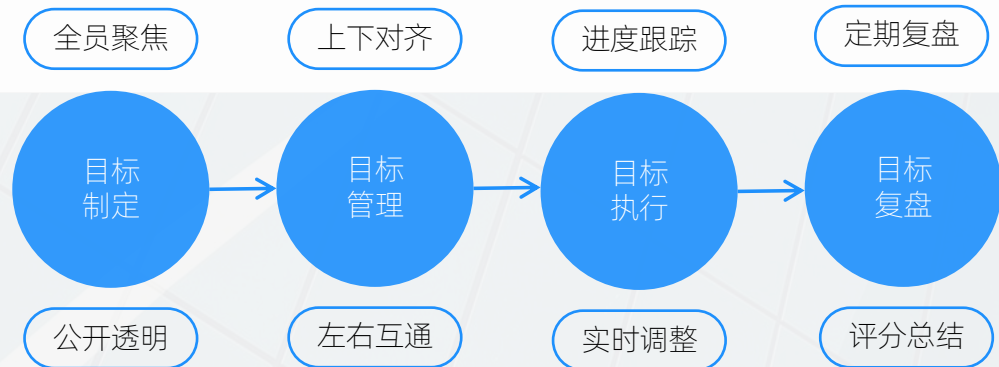 全员聚焦
上下对齐
进度跟踪
定期复盘
目标
制定
目标
管理
目标
执行
目标
复盘
公开透明
左右互通
实时调整
评分总结